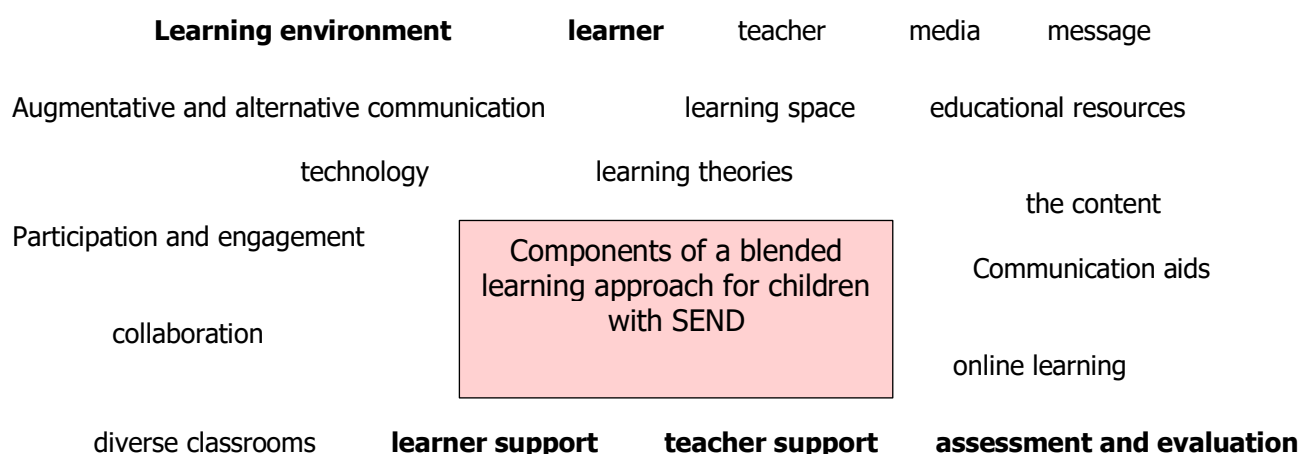 Learning environment learner teacher media message
Augmentative and alternative communication learning space educational resources
technology learning theories
the content
Participation and engagement
Components of a blended
learning approach for children
with SEND
Communication aids
collaboration
online learning
diverse classrooms learner support teacher support assessment and evaluation